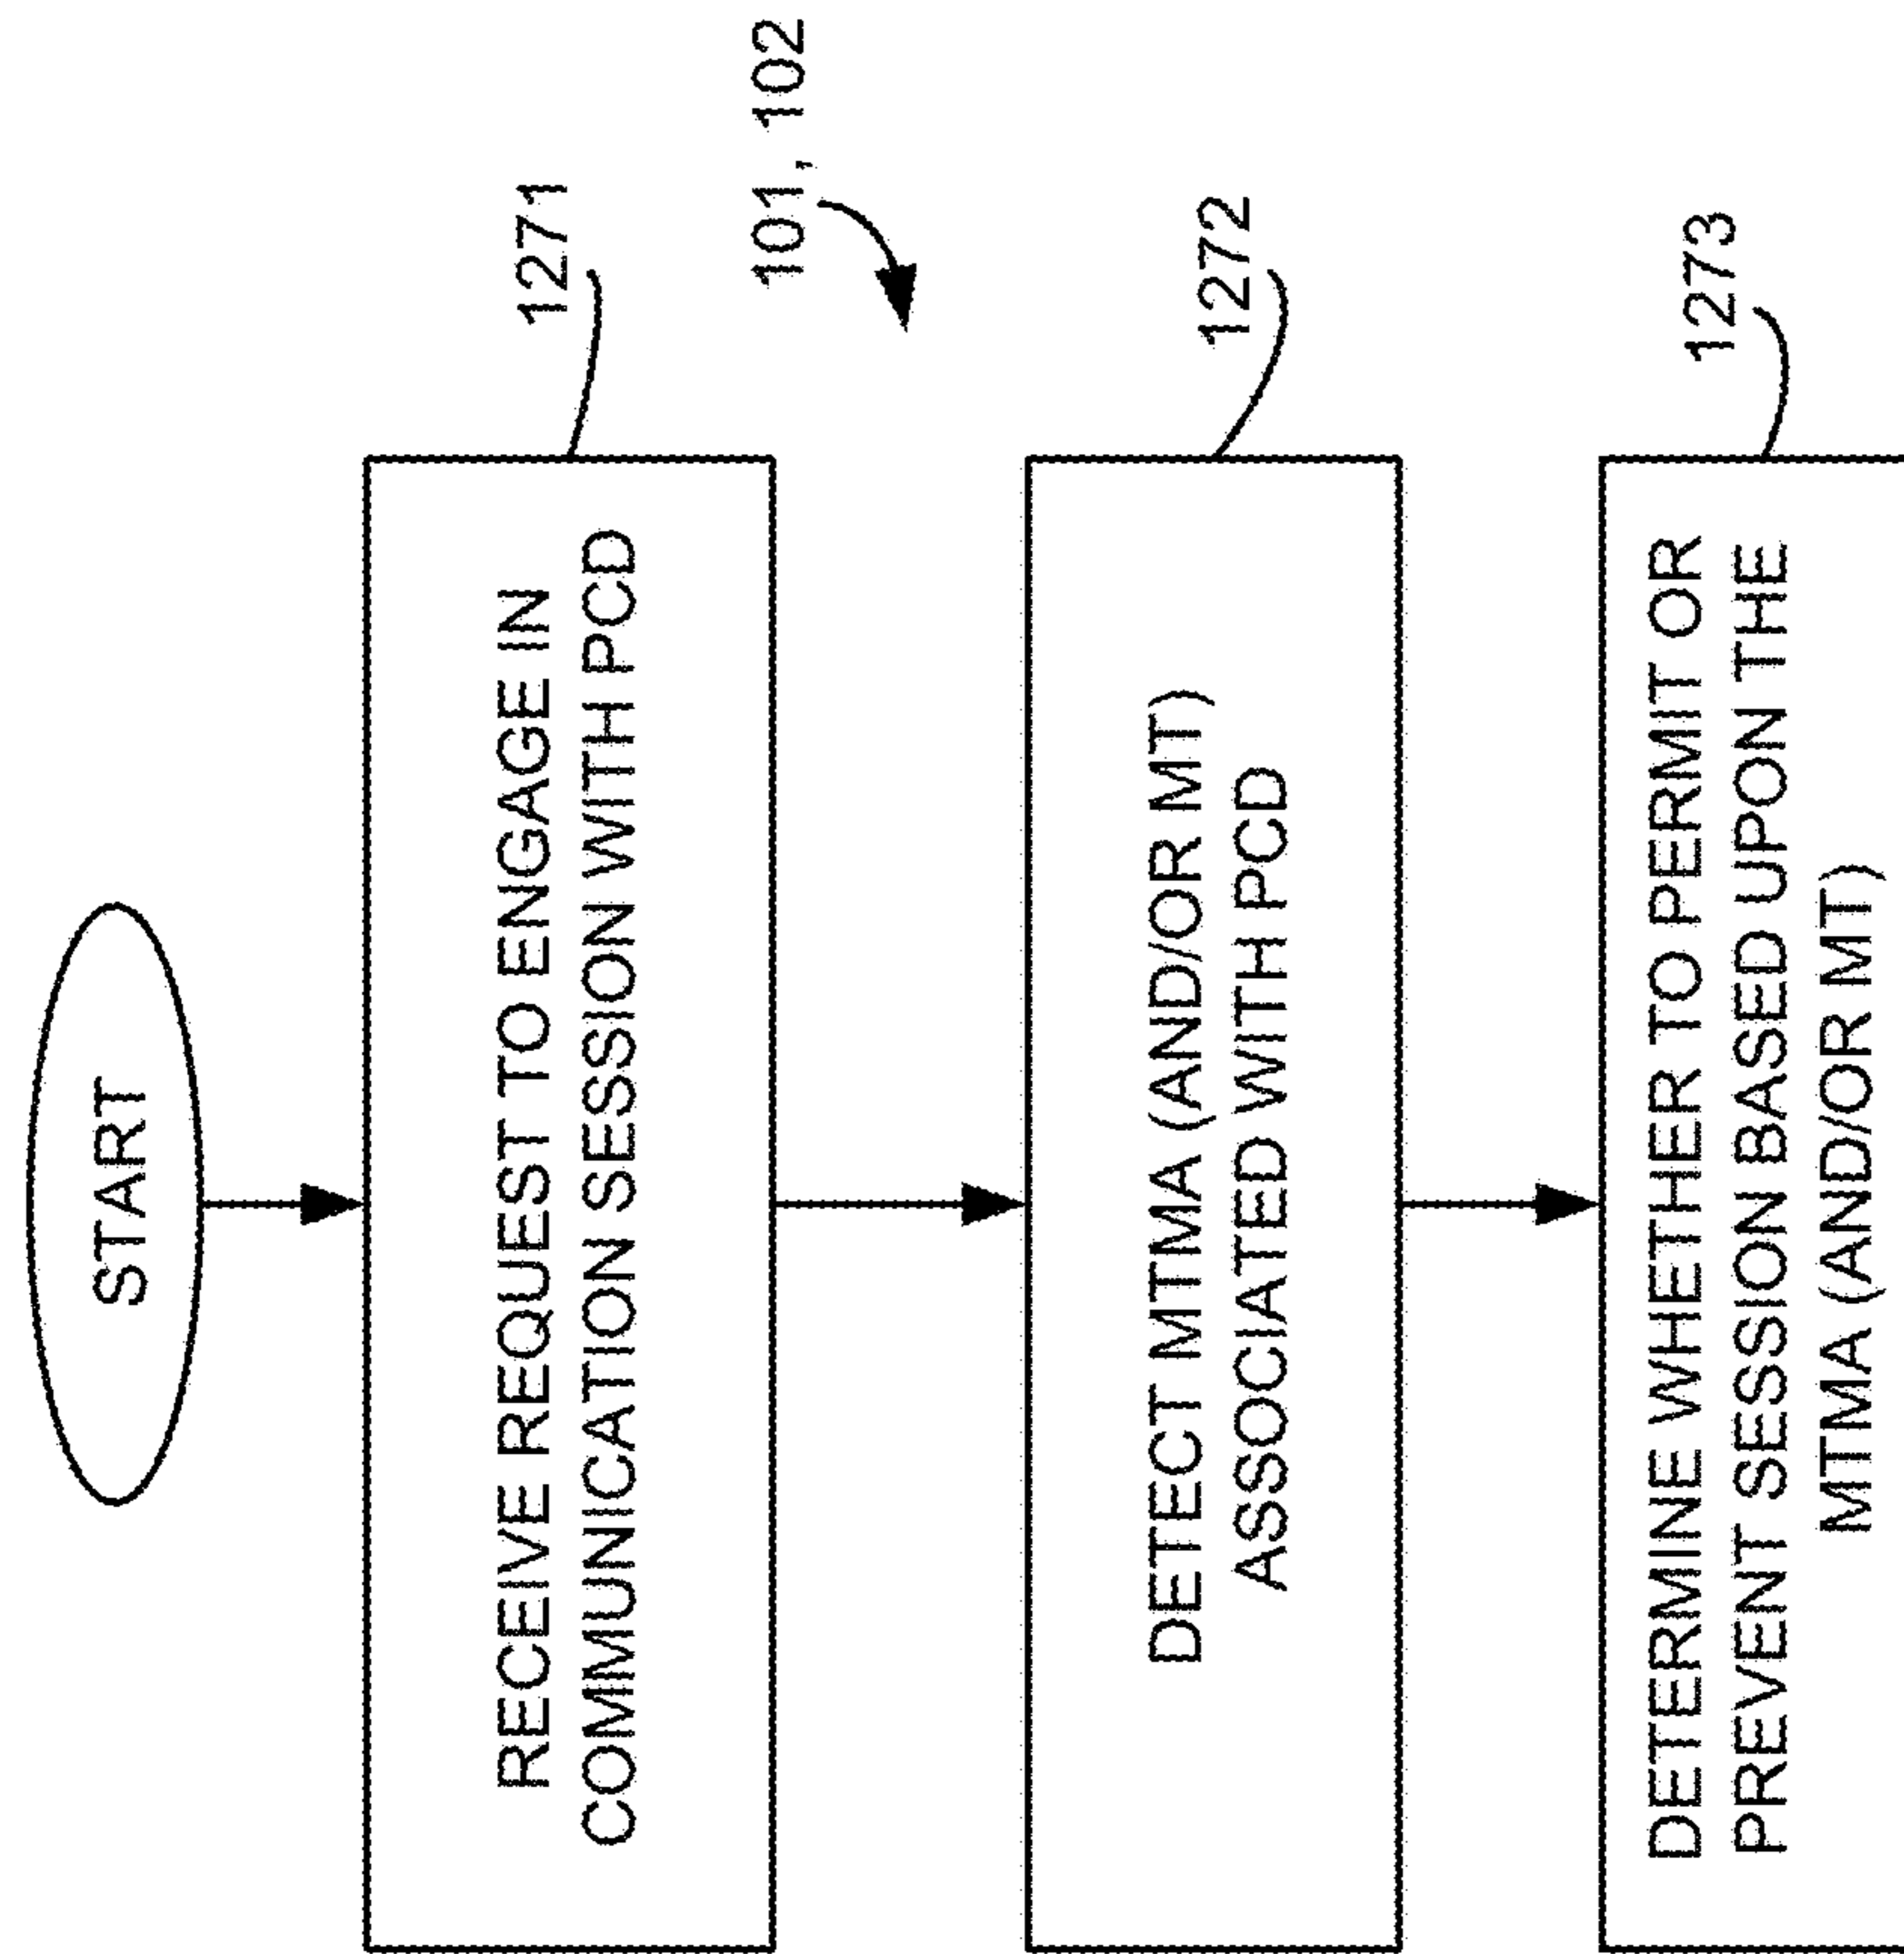 START
RECEIVE REQUEST TO ENGAGE IN
COMMUNICATION SESSION WITH PCD
1271
101, 102
DETECT MTMA (AND/OR MT)
ASSOCIATED WITH PCD
1272
DETERMINE WHETHER TO PERMIT OR
PREVENT SESSION BASED UPON THE
MTMA (AND/OR MT)
1273